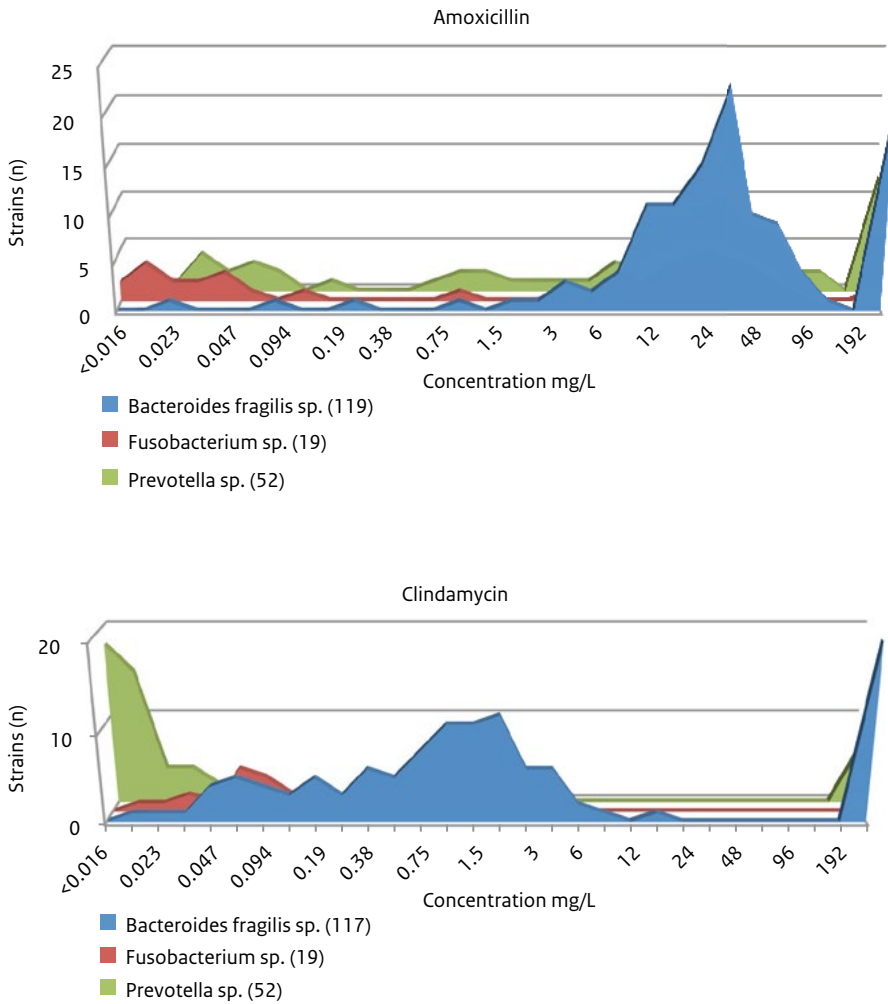 Amoxicillin
25
20
15
10
5
0
Strains (n)
<0.016 0.023 0.047 0.094 0.19 0.38 0.75 1.5 3 6 12 24 48 96 192
Concentration mg/L
Bacteroides fragilis sp. (119)
Fusobacterium sp. (19)
Prevotella sp. (52)
Clindamycin
20
10
0
Strains (n)
<0.016 0.023 0.047 0.094 0.19 0.38 0.75 1.5 3 6 12 24 48 96 192
Concentration mg/L
Bacteroides fragilis sp. (117)
Fusobacterium sp. (19)
Prevotella sp. (52)